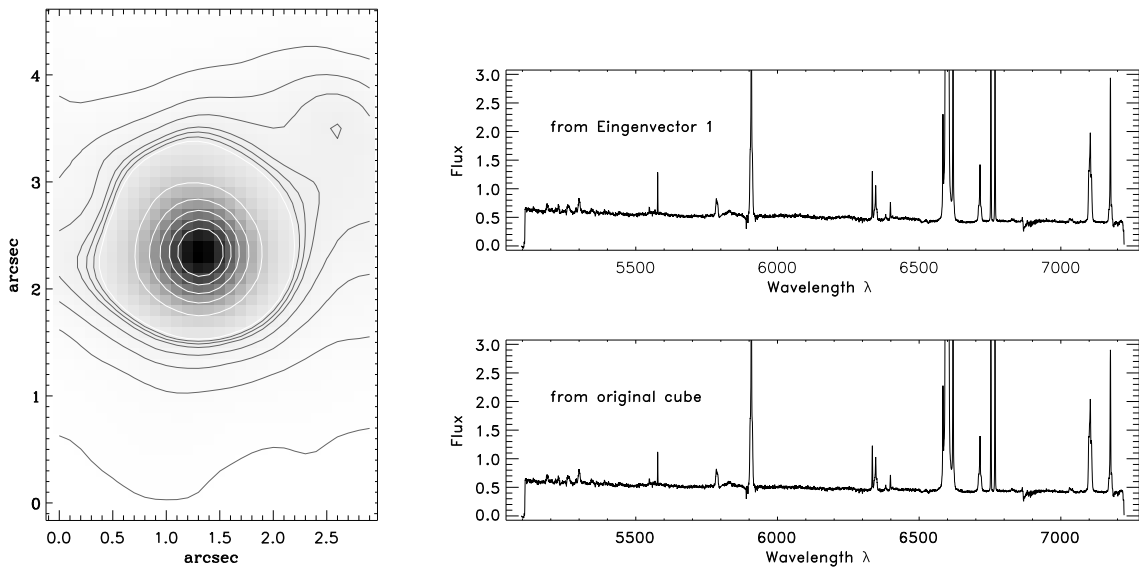 arcsec
4
3
2
1
0
0.0 0.5 1.0 1.5 2.0 2.5
arcsec
Flux
3.0
2.5
2.0
1.5
1.0
0.5
0.0
from Eingenvector 1
5500 6000 6500 7000
Wavelength λ
Flux
3.0
2.5
2.0
1.5
1.0
0.5
0.0
from original cube
5500 6000 6500 7000
Wavelength λ